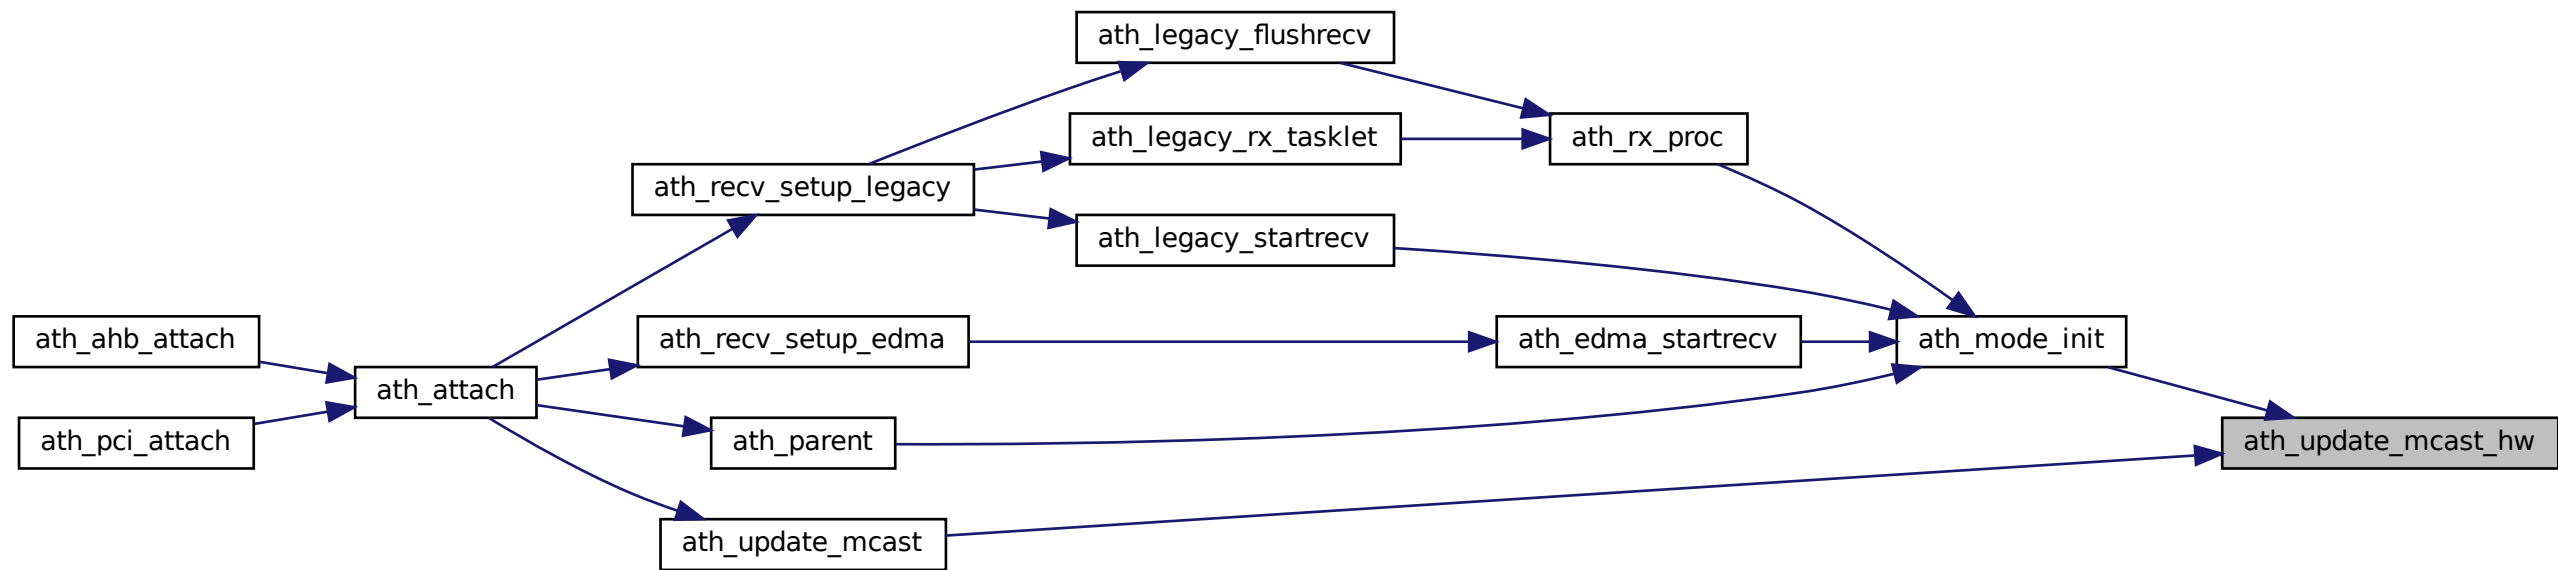 ath_legacy_flushrecv
ath_legacy_rx_tasklet
ath_rx_proc
ath_recv_setup_legacy
ath_legacy_startrecv
ath_ahb_attach
ath_recv_setup_edma
ath_edma_startrecv
ath_mode_init
ath_attach
ath_pci_attach
ath_parent
ath_update_mcast_hw
ath_update_mcast